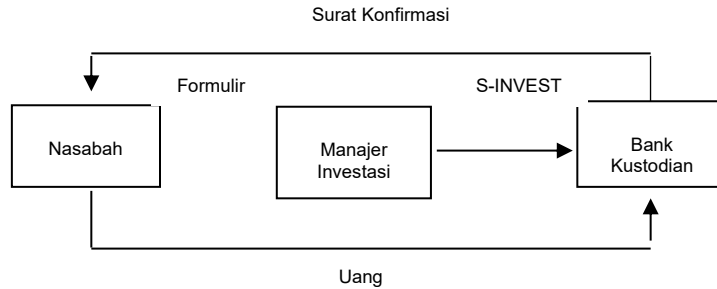 Surat Konfirmasi
Formulir
S-INVEST
Nasabah
Manajer
Investasi
Bank
Kustodian
Uang